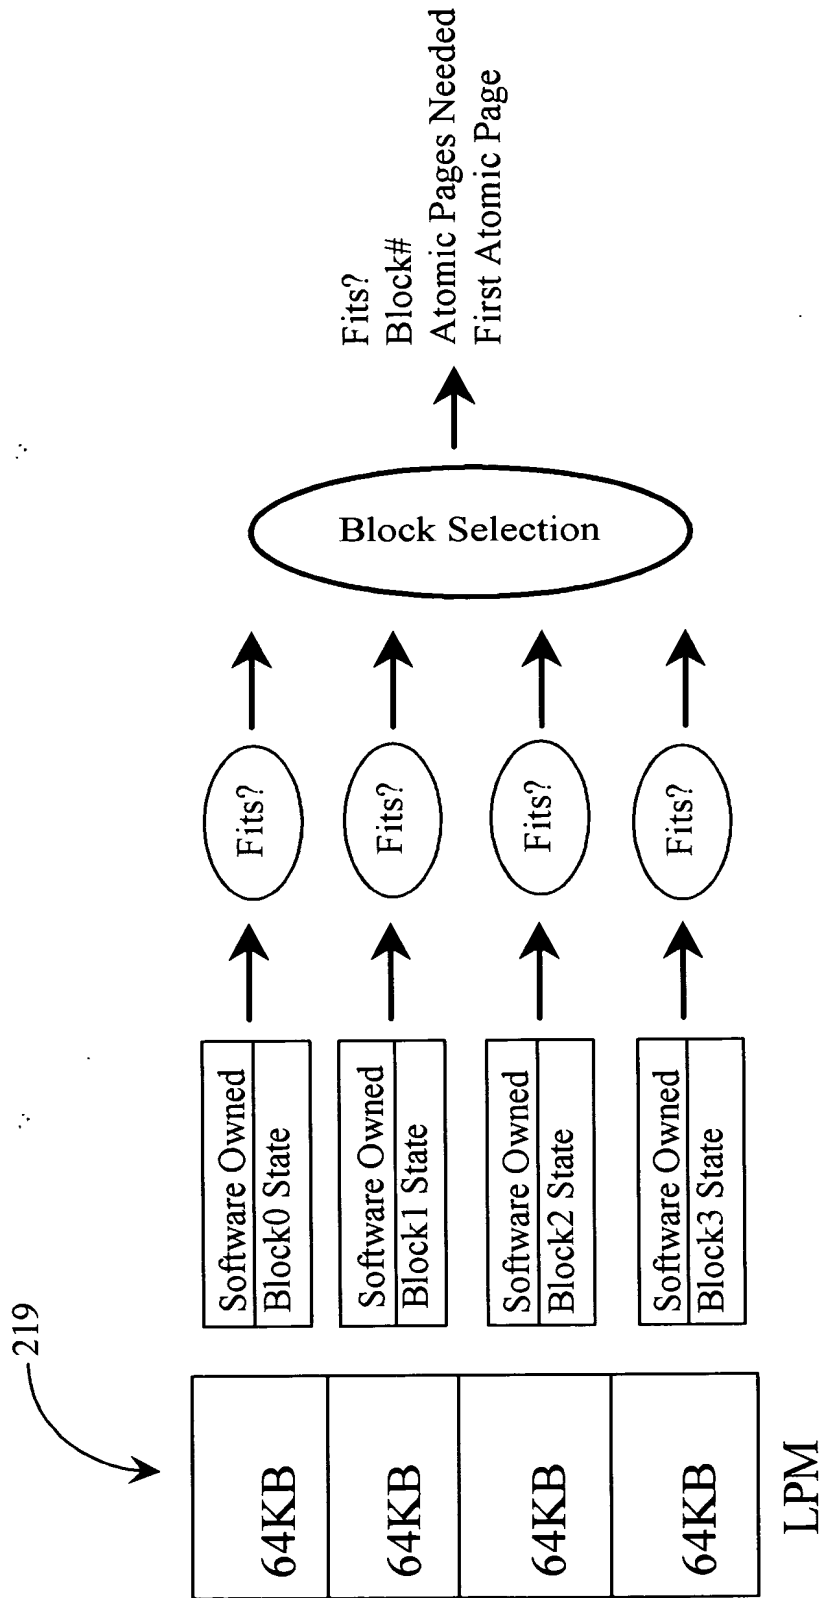 219
64KB
64KB
64KB
64KB
LPM
Software Owned
Block0 State
Software Owned
Block1 State
Software Owned
Block2 State
Software Owned
Block3 State
Fits?
Fits?
Fits?
Fits?
Block Selection
Fits?
Block#
Atomic Pages Needed
First Atomic Page